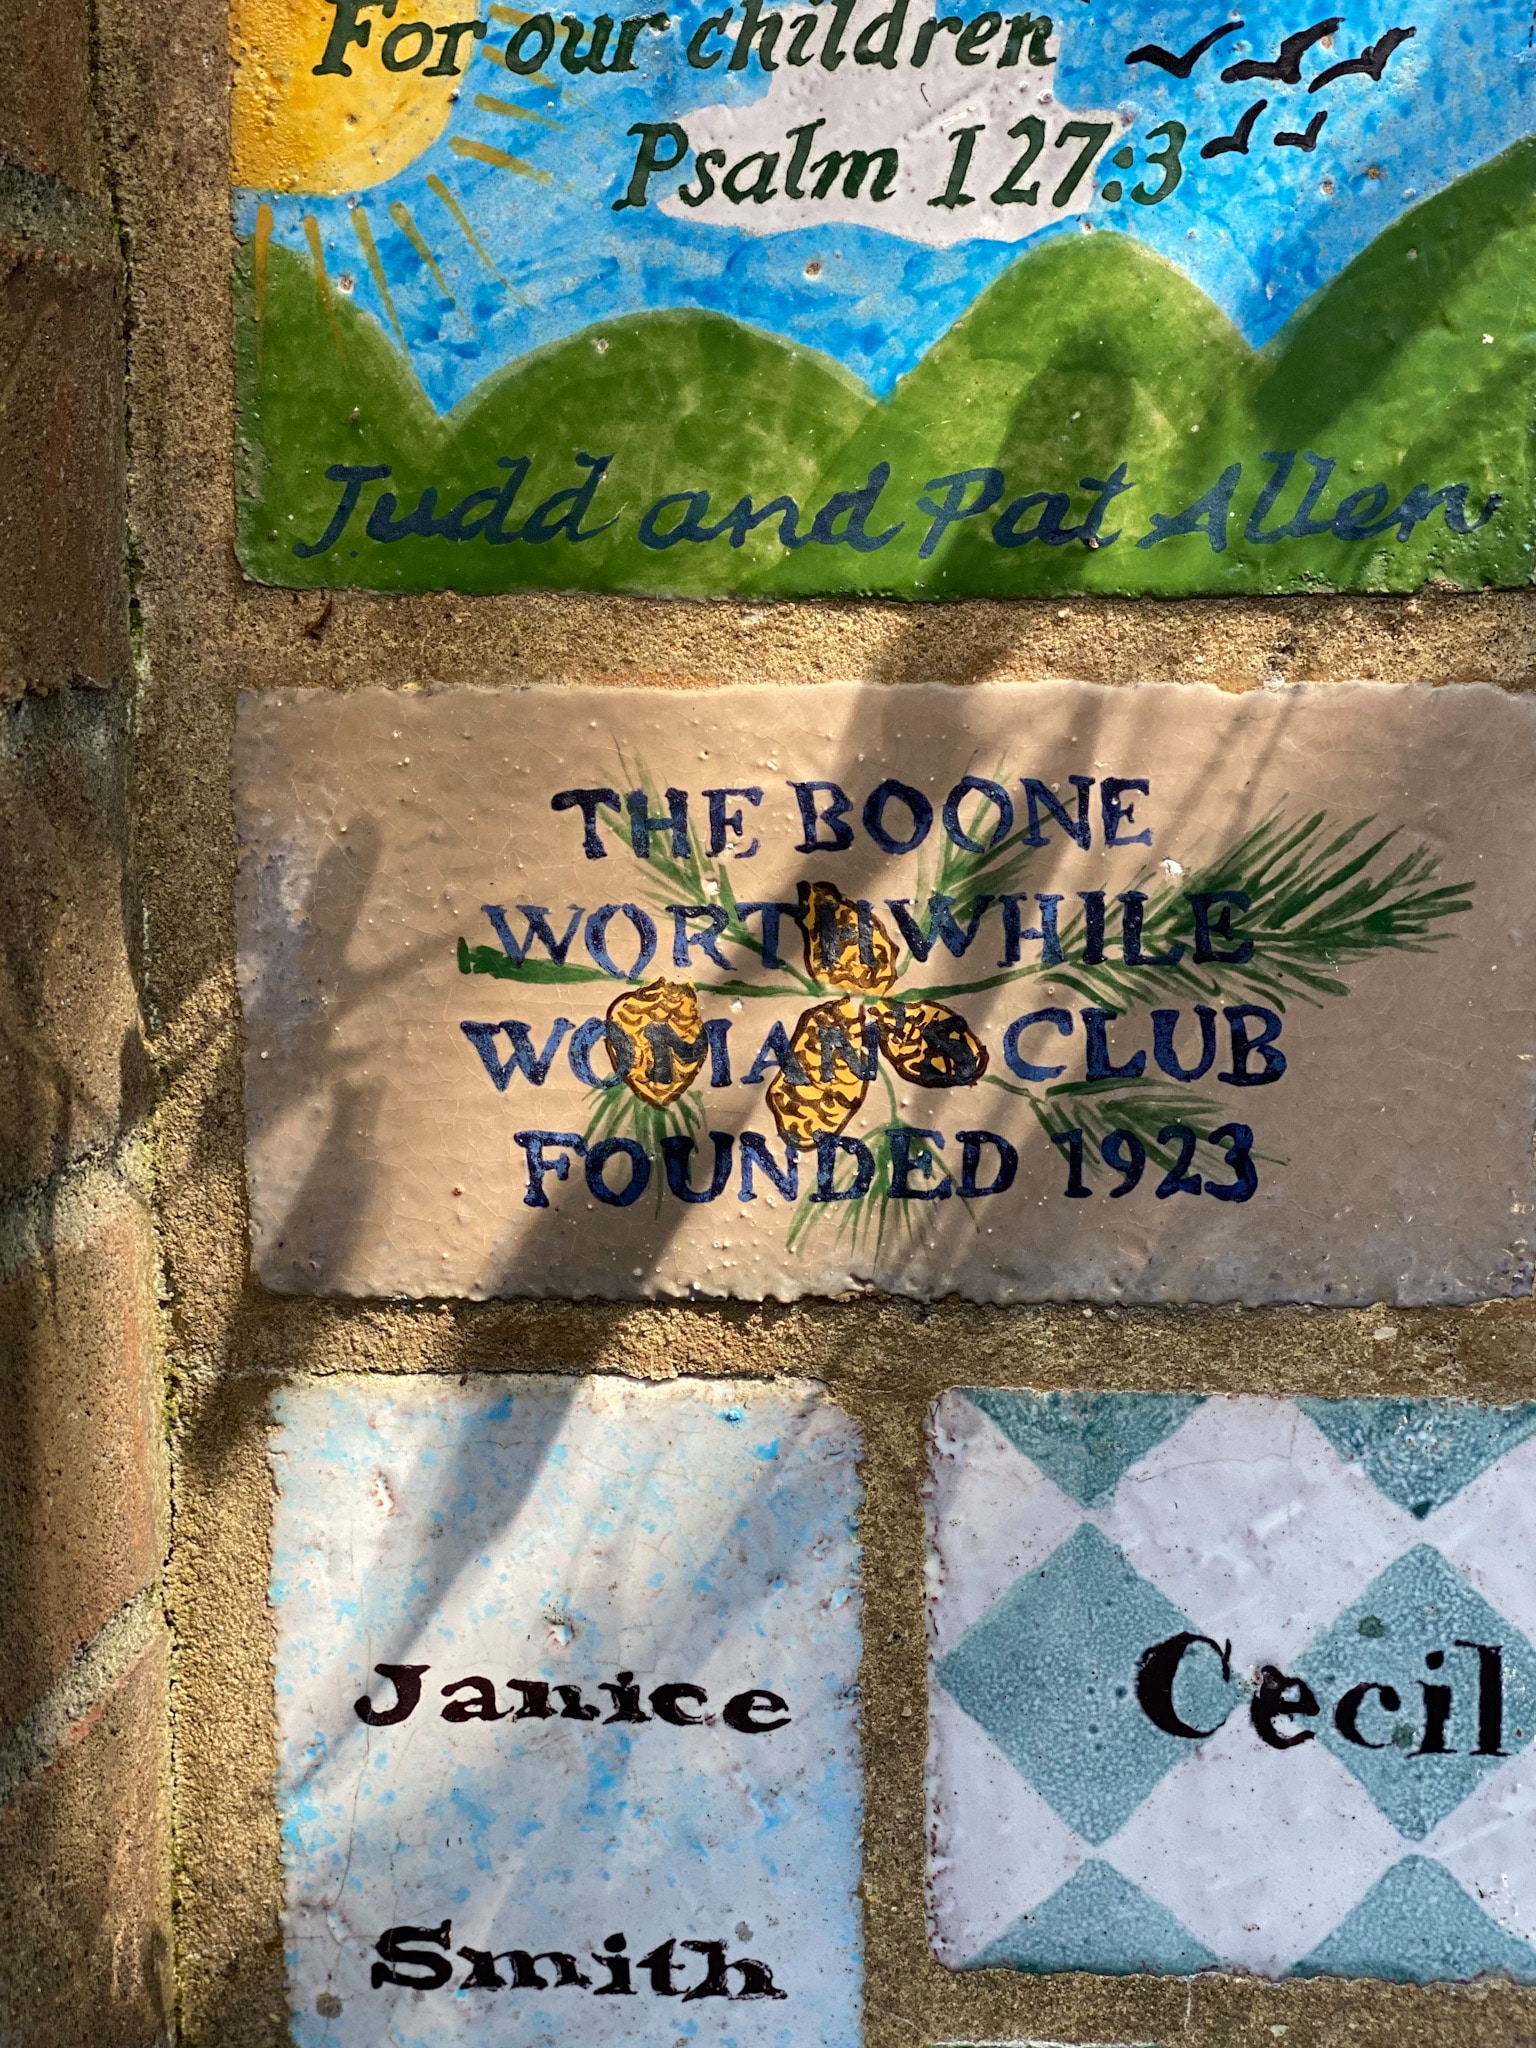 For our children
Psalm 127:3
Judd and Pat Allen
THE BOONE
WORTHWHILE
WOMAN'S CLUB
FOUNDED 1923
Janice
Smith
Cecil